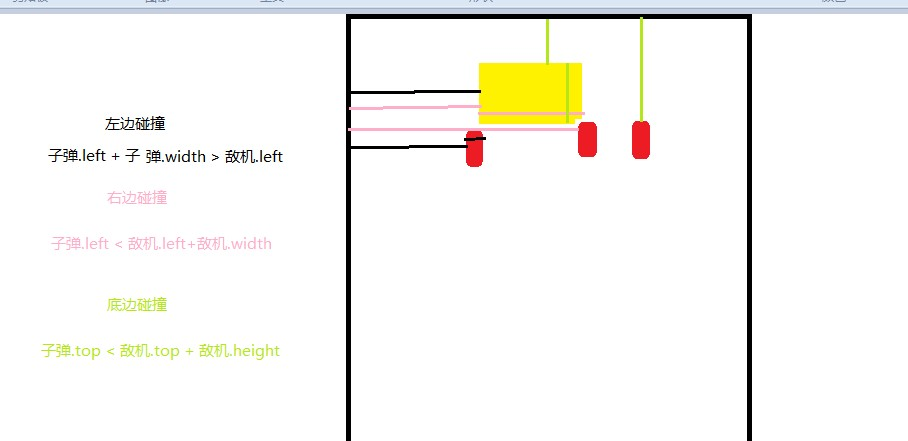 左边碰撞
子弹.left + 子 弹.width > 敌机.left
右边碰撞
子弹.left < 敌机.left+敌机.width
底边碰撞
子弹.top < 敌机.top + 敌机.height